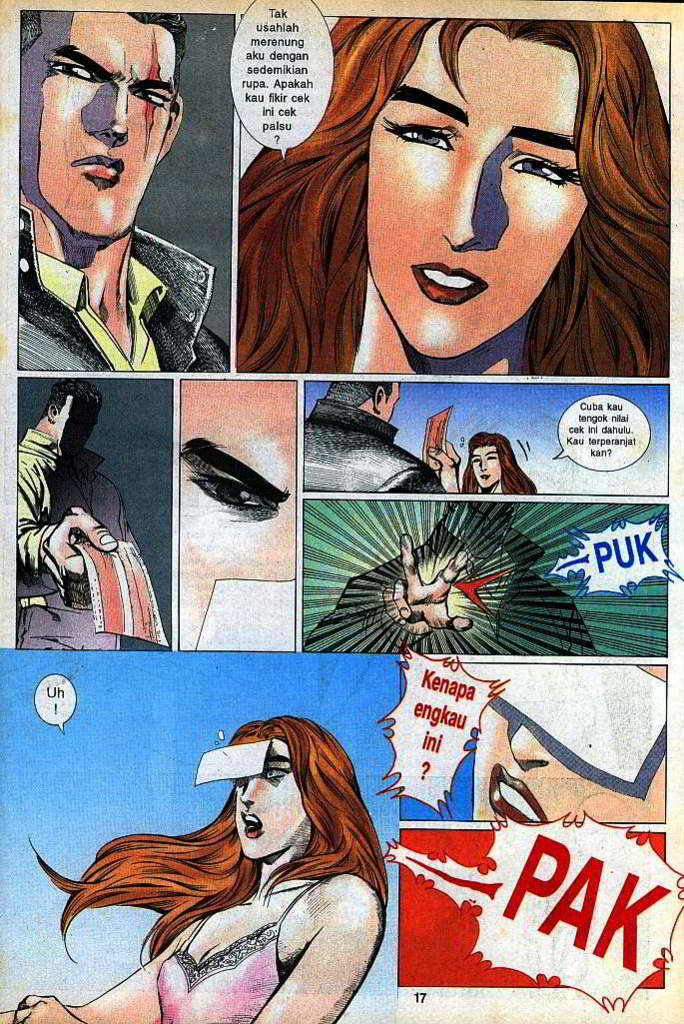 Tak
usahlah
merenung
aku dengan
sedemikian
rupa. Apakah
kau fikir cek
ini cek
palsu
?
Cuba kau
tengok nilai
cek ini dahulu.
Kau terperanjat
kan?
PUK
Uh
!
Kenapa
engkau
ini
?
PAK
17